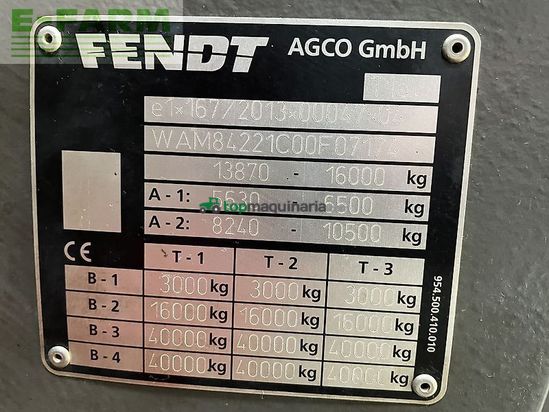 E-FARM
FENDT AGCO GmbH
e1*167/2013*00047*03
WAM84221C00F071
13870 - 16000 kg
A - 1: 5630 - 6500 kg
topmaquinaria
A - 2: 8240 - 10500 kg
CE T - 1 T - 2 T - 3
B - 1 3000 kg 3000 kg 3000 kg
B - 2 16000 kg 16000 kg 16000 kg
B - 3 40000 kg 40000 kg 40000 kg
B - 4 40000 kg 40000 kg 40000 kg
954.500.410.010